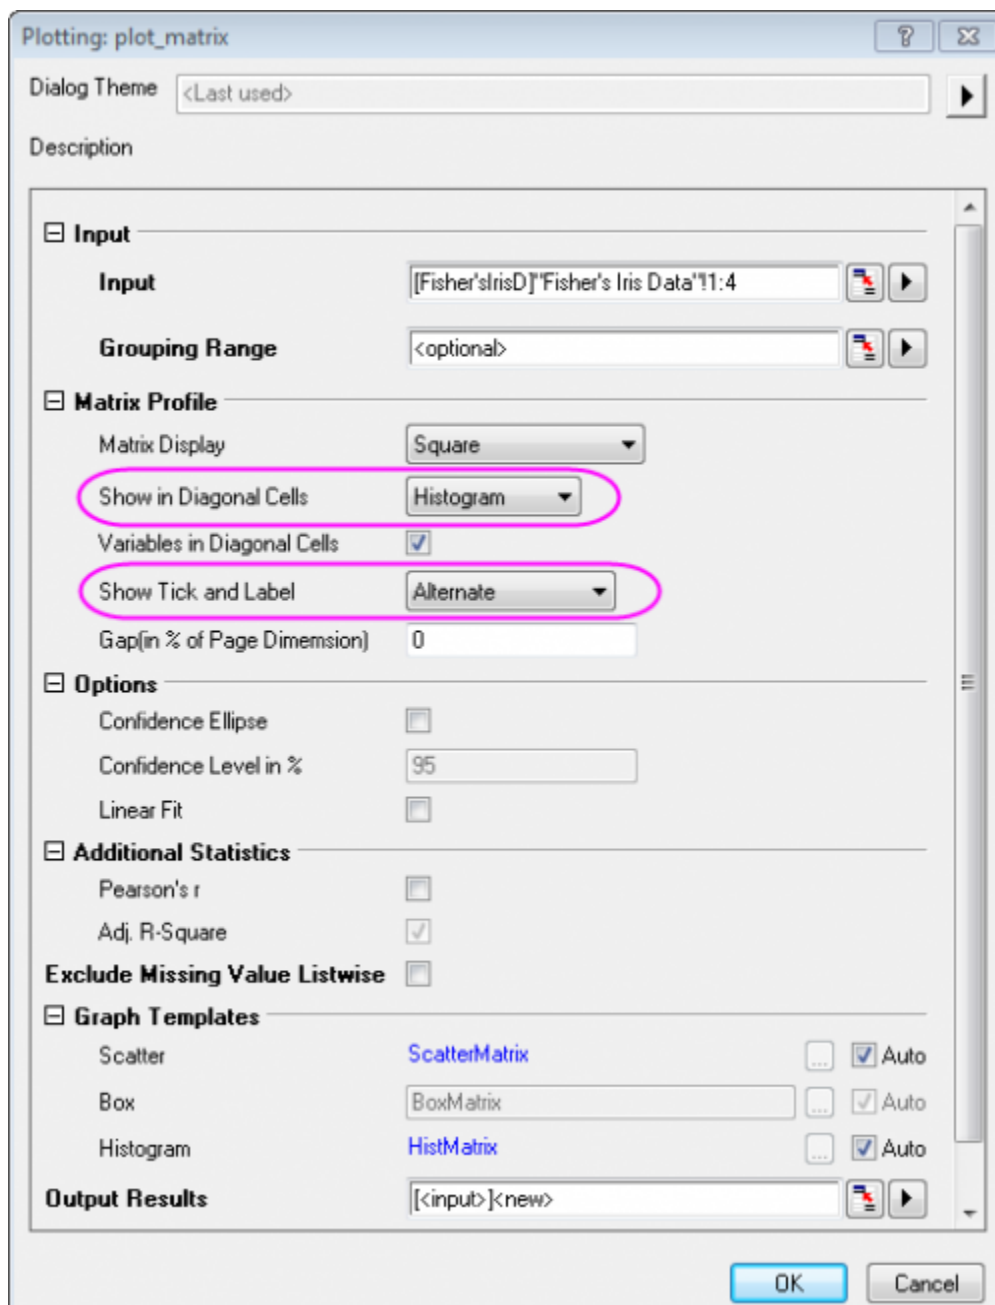 Plotting: plot_matrix
Dialog Theme <Last used>
Description
Input
Input [Fisher'sIrisD]"Fisher's Iris Data"!1:4
Grouping Range <optional>
Matrix Profile
Matrix Display Square
Show in Diagonal Cells Histogram
Variables in Diagonal Cells
Show Tick and Label Alternate
Gap(in % of Page Dimemsion) 0
Options
Confidence Ellipse
Confidence Level in % 95
Linear Fit
Additional Statistics
Pearson's r
Adj. R-Square
Exclude Missing Value Listwise
Graph Templates
Scatter ScatterMatrix ... Auto
Box BoxMatrix ... Auto
Histogram HistMatrix ... Auto
Output Results [<input>]<new>
OK Cancel